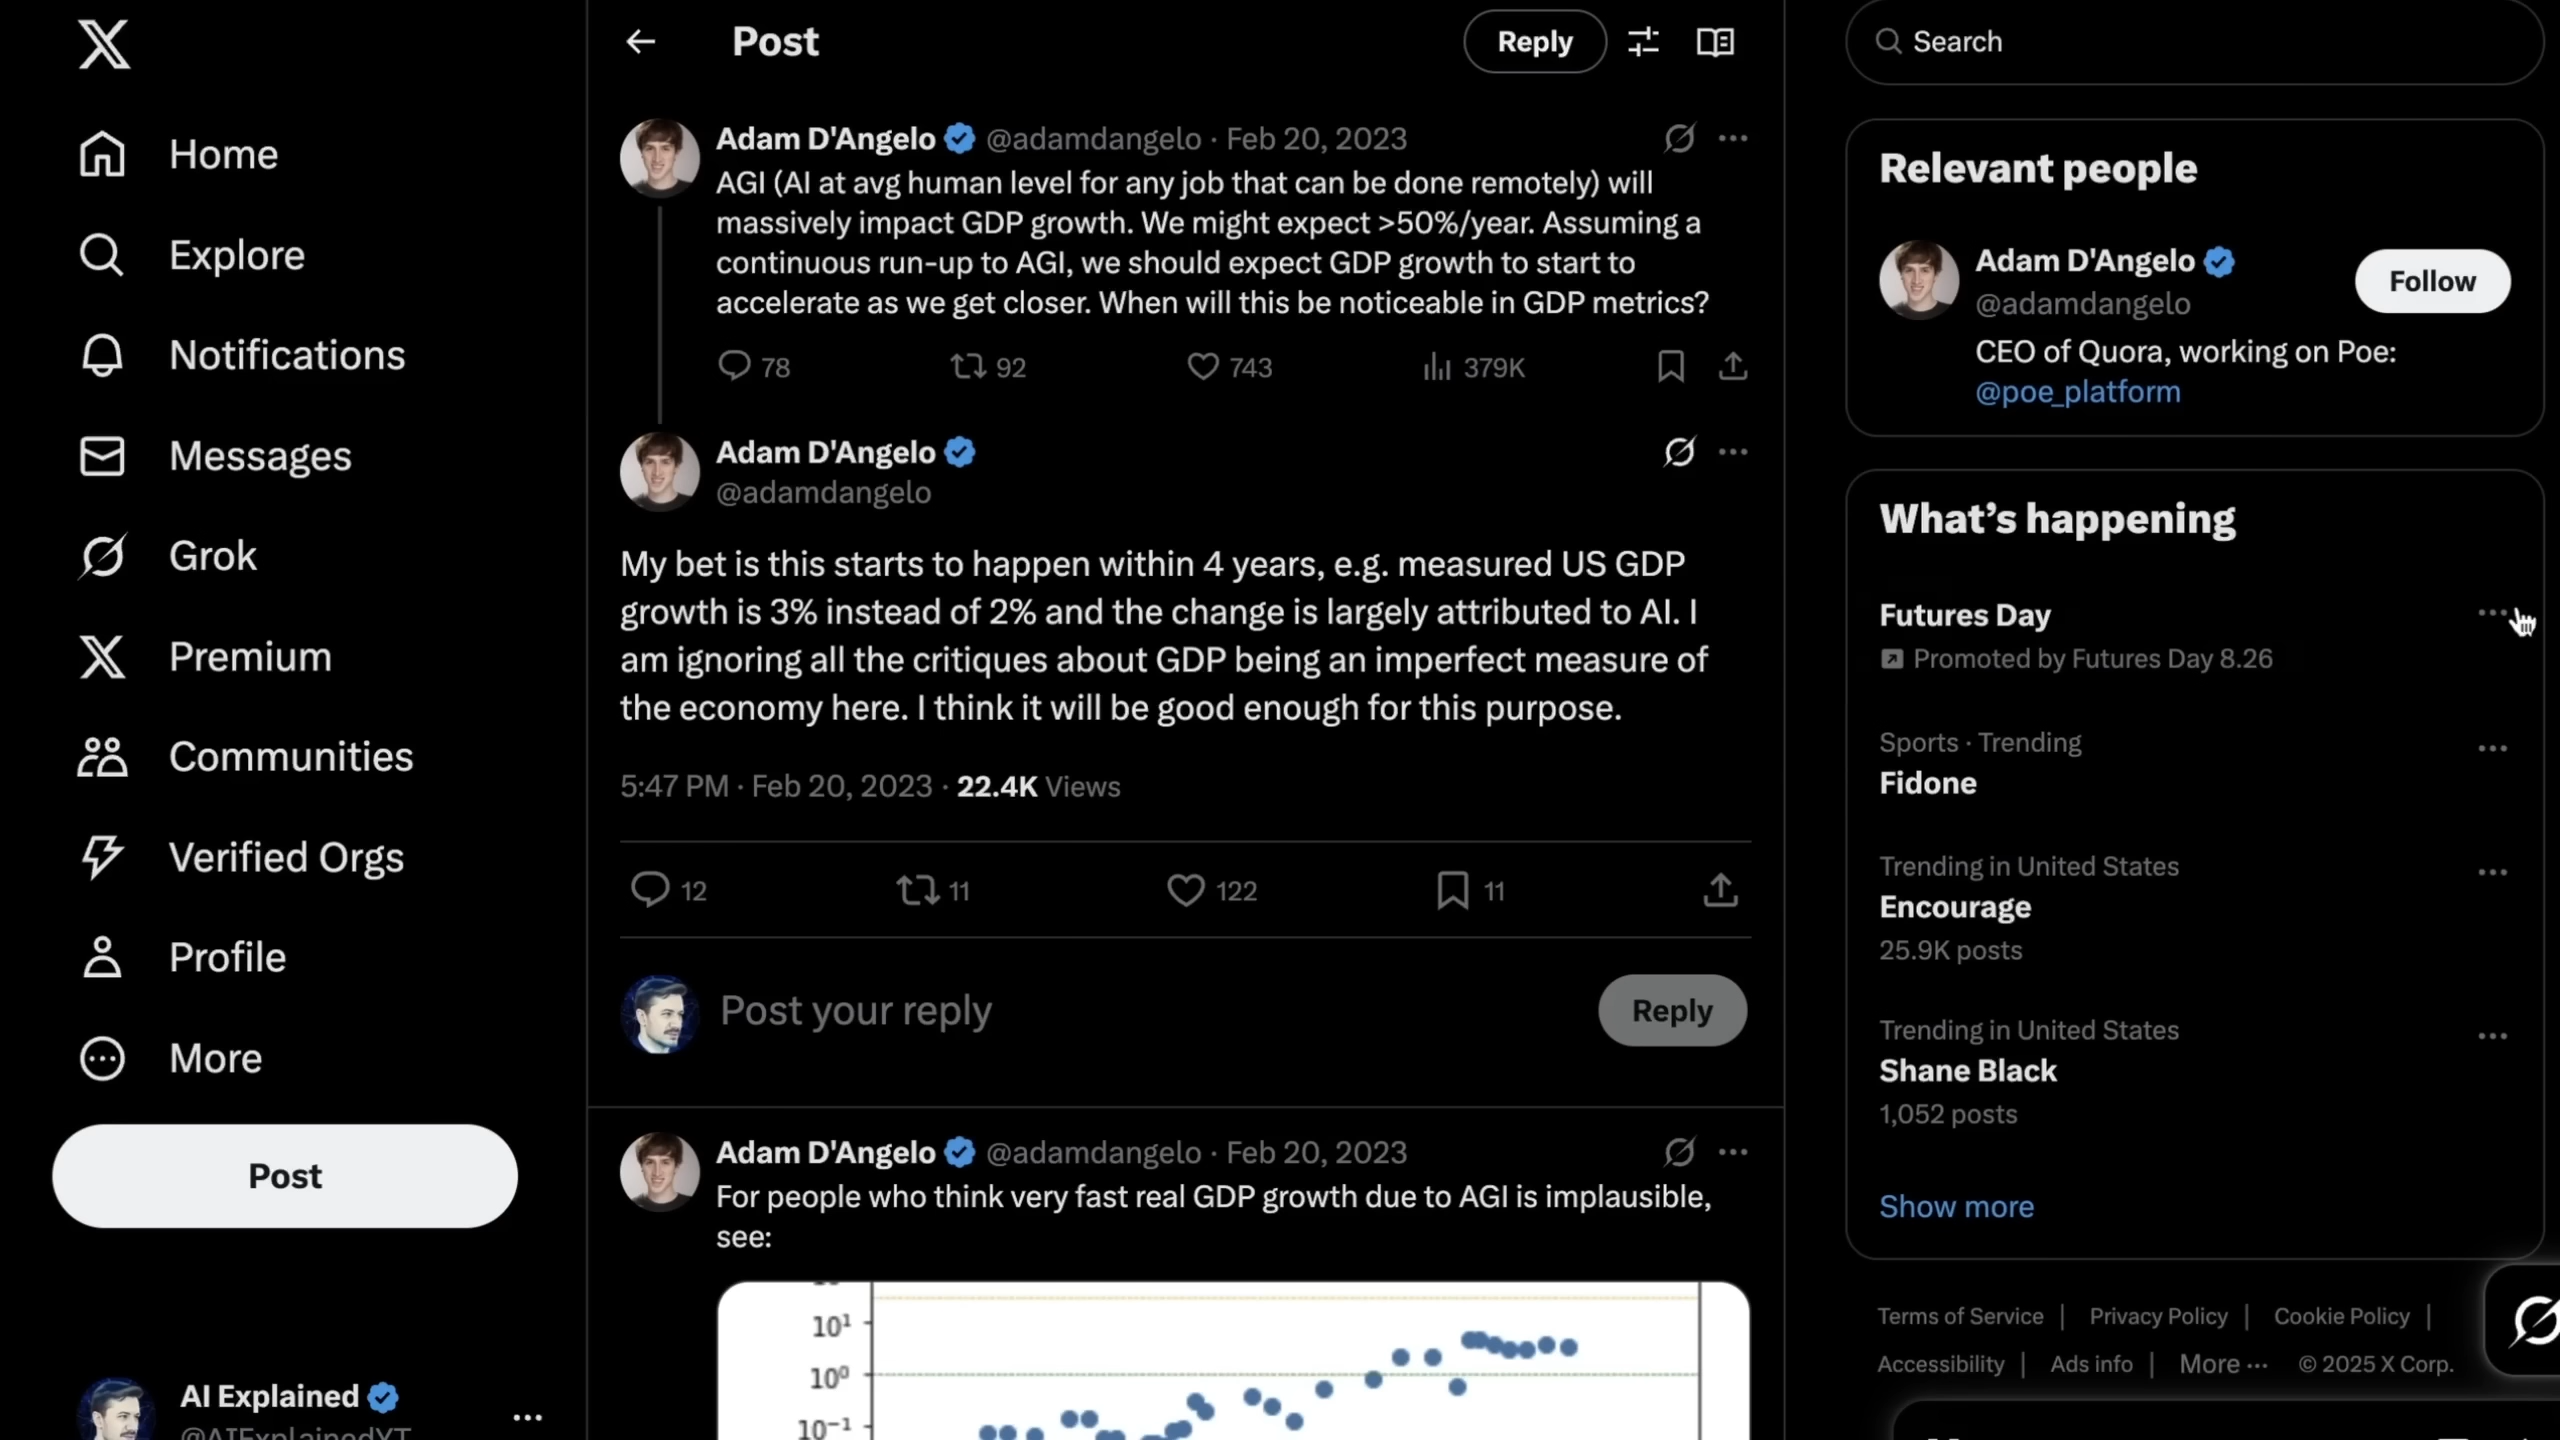 Home
Explore
Notifications
Messages
Grok
Premium
Communities
Verified Orgs
Profile
More
Post
AI Explained
@AIExplainedYT
Post
Reply
Adam D'Angelo @adamdangelo · Feb 20, 2023
AGI (AI at avg human level for any job that can be done remotely) will
massively impact GDP growth. We might expect >50%/year. Assuming a
continuous run-up to AGI, we should expect GDP growth to start to
accelerate as we get closer. When will this be noticeable in GDP metrics?
78 92 743 379K
Adam D'Angelo
@adamdangelo
My bet is this starts to happen within 4 years, e.g. measured US GDP
growth is 3% instead of 2% and the change is largely attributed to AI. I
am ignoring all the critiques about GDP being an imperfect measure of
the economy here. I think it will be good enough for this purpose.
5:47 PM · Feb 20, 2023 · 22.4K Views
12 11 122 11
Post your reply
Reply
Adam D'Angelo @adamdangelo · Feb 20, 2023
For people who think very fast real GDP growth due to AGI is implausible,
see:
10¹
10⁰
10⁻¹
Search
Relevant people
Adam D'Angelo
@adamdangelo
Follow
CEO of Quora, working on Poe:
@poe_platform
What's happening
Futures Day
Promoted by Futures Day 8.26
Sports · Trending
Fidone
Trending in United States
Encourage
25.9K posts
Trending in United States
Shane Black
1,052 posts
Show more
Terms of Service | Privacy Policy | Cookie Policy |
Accessibility | Ads info | More ··· © 2025 X Corp.